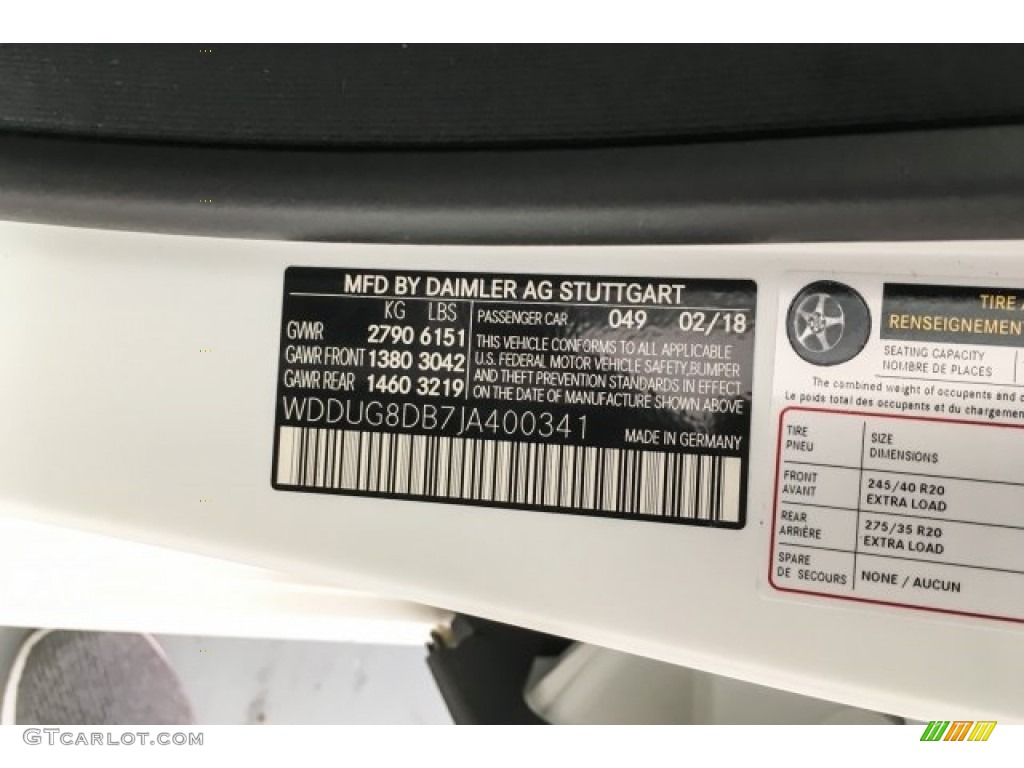 MFD BY DAIMLER AG STUTTGART
KG LBS
GVWR 2790 6151
GAWR FRONT 1380 3042
GAWR REAR 1460 3219
PASSENGER CAR 049 02/18
THIS VEHICLE CONFORMS TO ALL APPLICABLE
U.S. FEDERAL MOTOR VEHICLE SAFETY, BUMPER
AND THEFT PREVENTION STANDARDS IN EFFECT
ON THE DATE OF MANUFACTURE SHOWN ABOVE
WDDUG8DB7JA400341
MADE IN GERMANY
TIRE
RENSEIGNEMENT
SEATING CAPACITY
NOMBRE DE PLACES
The combined weight of occupants and
Le poids total des occupants et du chargement
TIRE
PNEU
SIZE
DIMENSIONS
FRONT
AVANT
245/40 R20
EXTRA LOAD
REAR
ARRIÈRE
275/35 R20
EXTRA LOAD
SPARE
DE SECOURS
NONE / AUCUN
GTCARLOT.COM